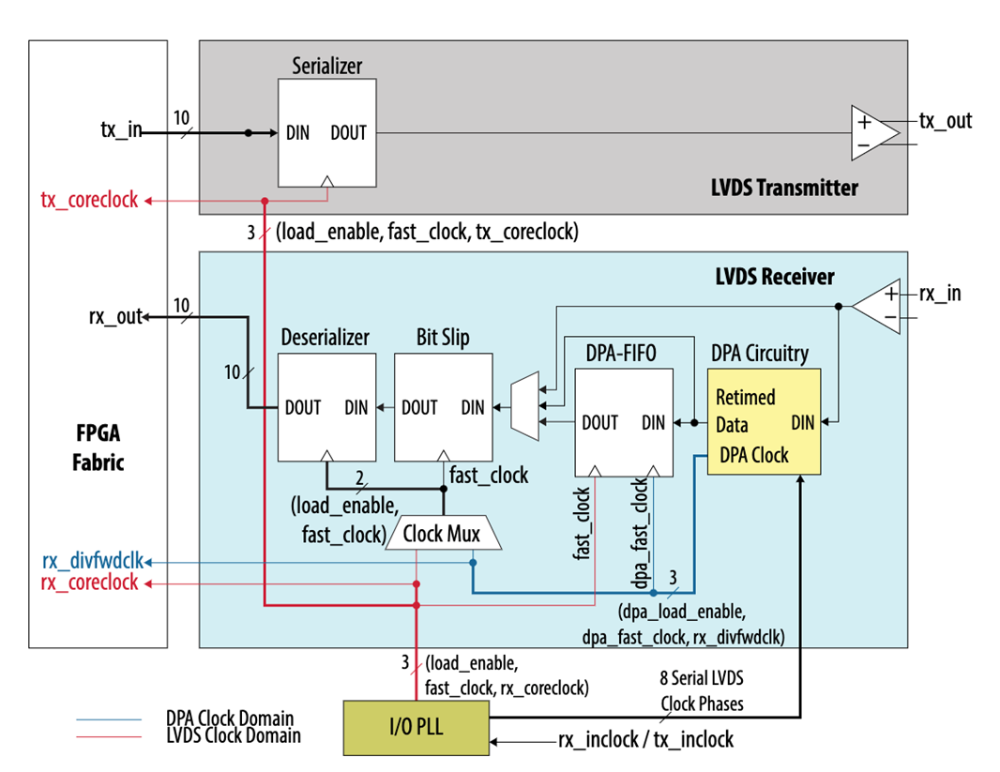 Serializer
tx_in
10
DIN DOUT
+
−
tx_out
LVDS Transmitter
tx_coreclock
3 (load_enable, fast_clock, tx_coreclock)
LVDS Receiver
+
−
rx_in
rx_out
10
10
Deserializer
Bit Slip
DPA-FIFO
DPA Circuitry
DOUT DIN
DOUT DIN
DOUT DIN
Retimed
Data
DIN
DPA Clock
FPGA
Fabric
2
(load_enable,
fast_clock)
fast_clock
Clock Mux
fast_clock
dpa_fast_clock
3
(dpa_load_enable,
dpa_fast_clock, rx_divfwdclk)
rx_divfwdclk
rx_coreclock
3 (load_enable,
fast_clock, rx_coreclock)
8 Serial LVDS
Clock Phases
I/O PLL
rx_inclock / tx_inclock
DPA Clock Domain
LVDS Clock Domain